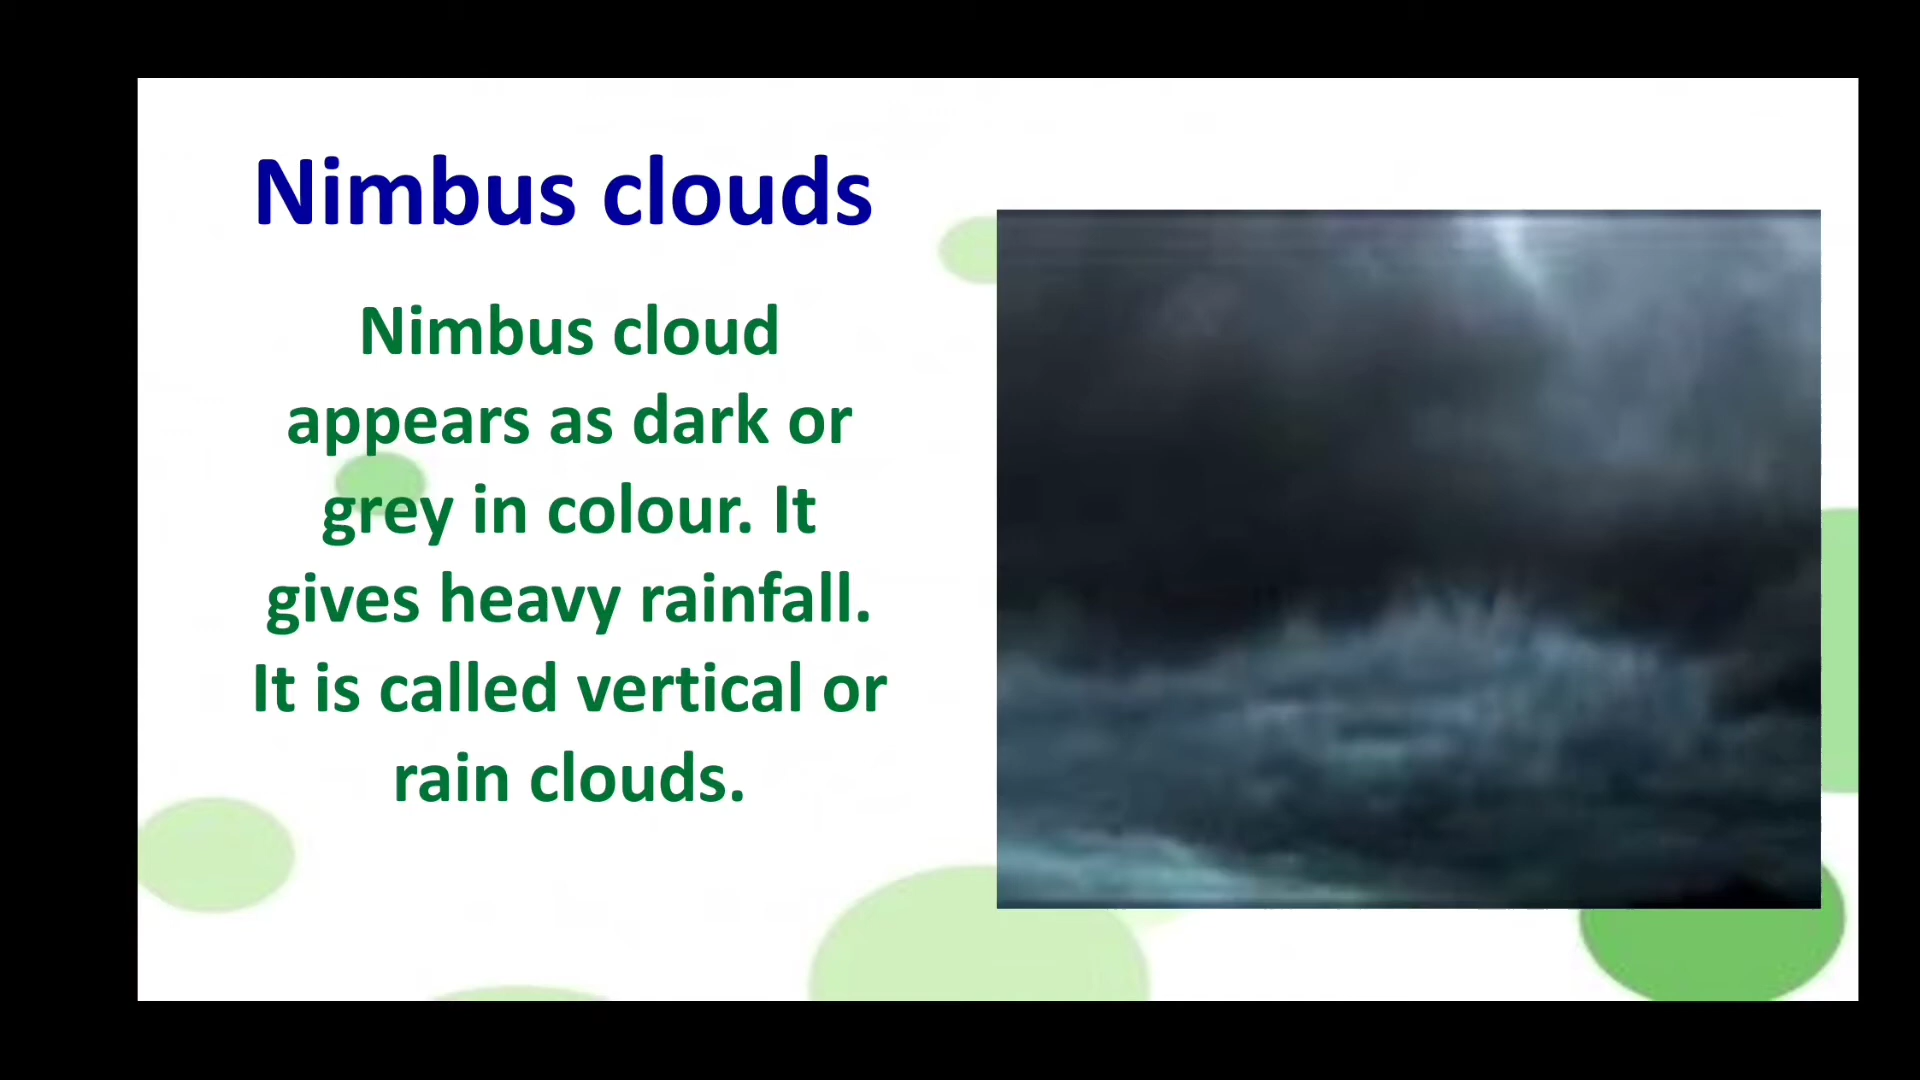 Nimbus clouds
Nimbus cloud
appears as dark or
grey in colour. It
gives heavy rainfall.
It is called vertical or
rain clouds.